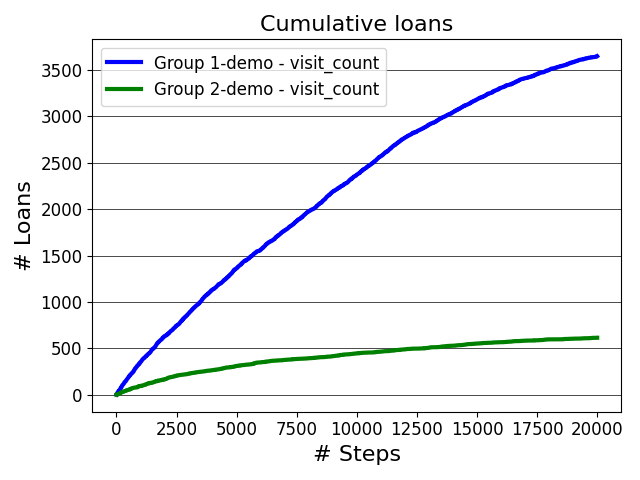 Cumulative loans
Group 1-demo - visit_count
Group 2-demo - visit_count
# Loans
3500
3000
2500
2000
1500
1000
500
0
0 2500 5000 7500 10000 12500 15000 17500 20000
# Steps